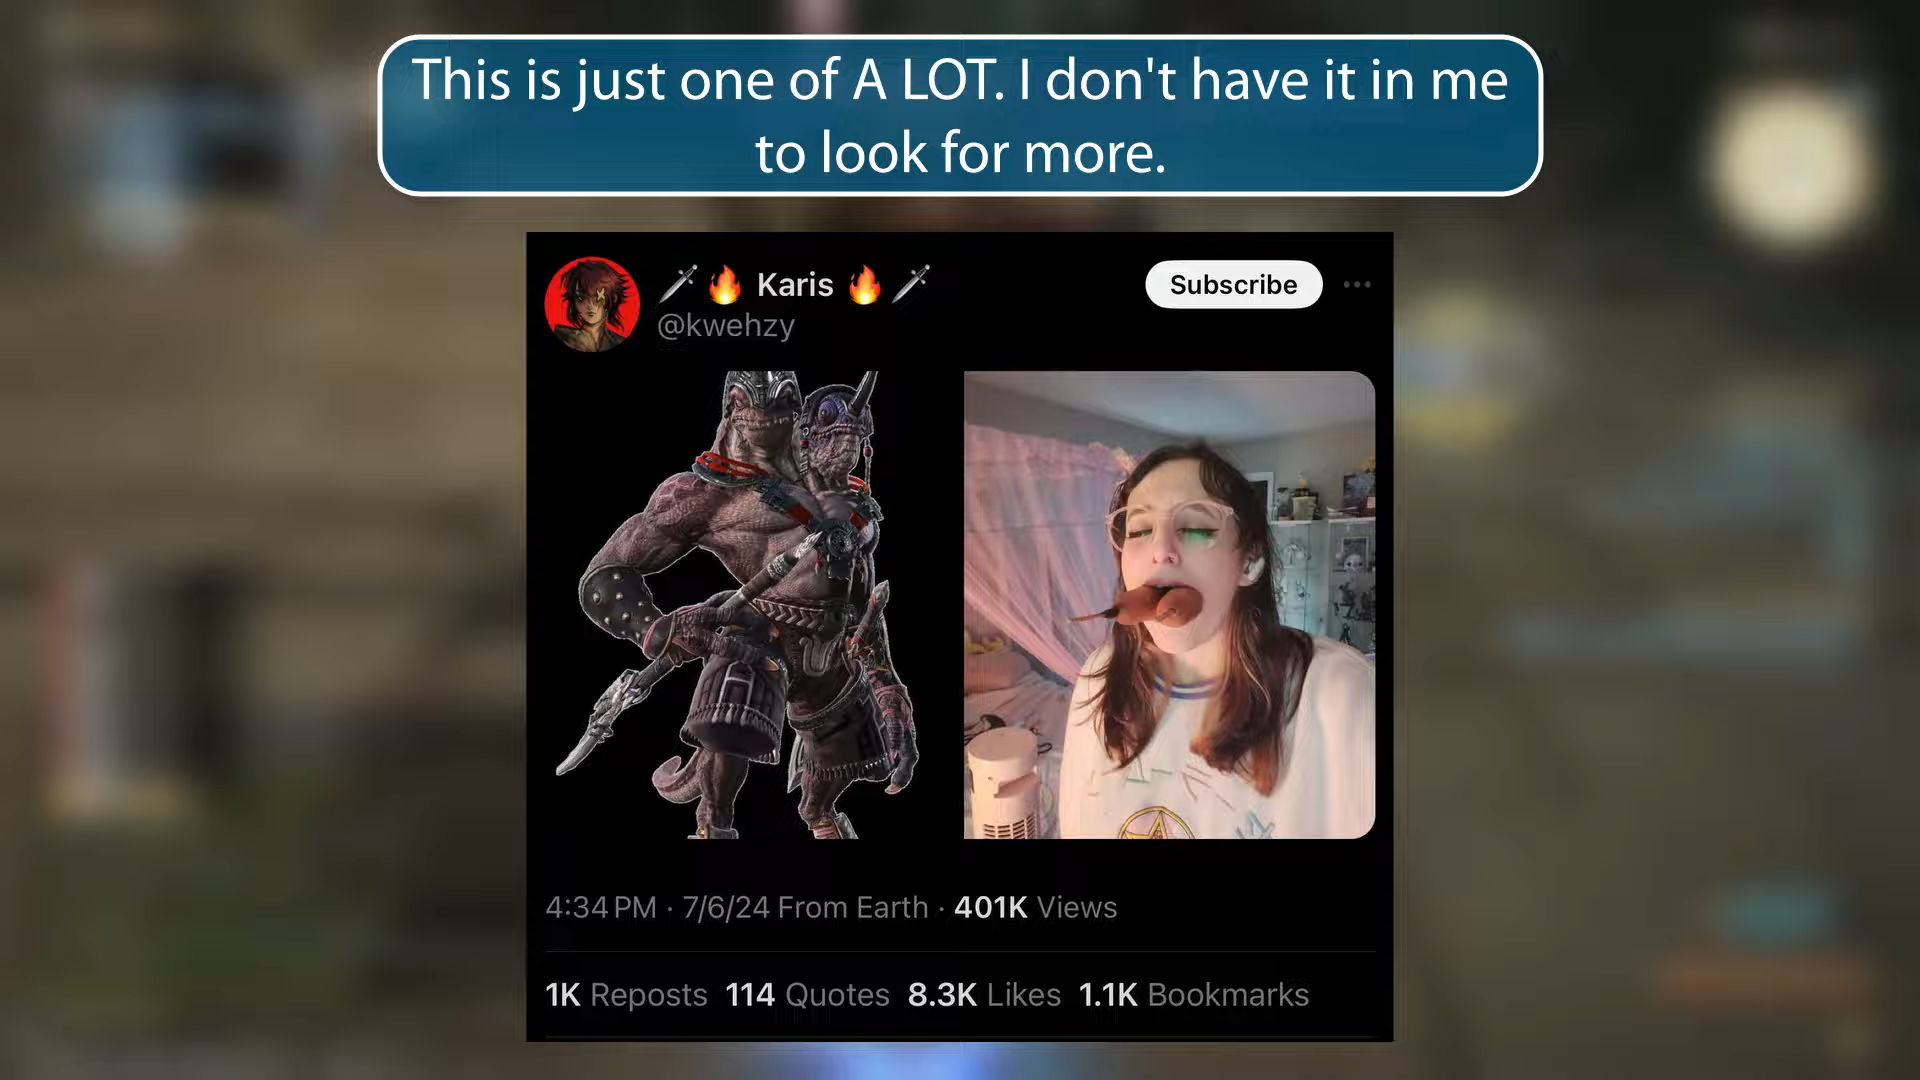 This is just one of A LOT. I don't have it in me
to look for more.
🗡️🔥 Karis 🔥🗡️
Subscribe
@kwehzy
4:34 PM · 7/6/24 From Earth · 401K Views
1K Reposts 114 Quotes 8.3K Likes 1.1K Bookmarks